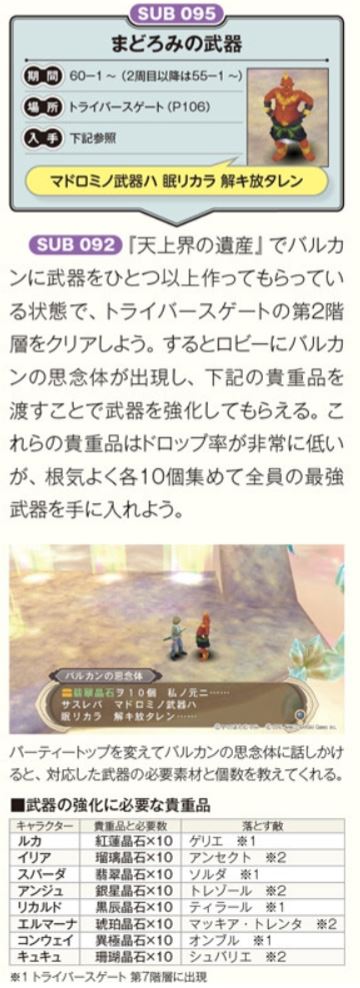 SUB 095
まどろみの武器
期間 60-1～（2周目以降は55-1～）
場所 トライバースゲート（P106）
入手 下記参照
マドロミノ武器ハ 眠リカラ 解キ放タレン
SUB 092 『天上界の遺産』でバルカ
ンに武器をひとつ以上作ってもらってい
る状態で、トライバースゲートの第2階
層をクリアしよう。するとロビーにバルカ
ンの思念体が出現し、下記の貴重品を
渡すことで武器を強化してもらえる。こ
れらの貴重品はドロップ率が非常に低い
が、根気よく各10個集めて全員の最強
武器を手に入れよう。
バルカンの思念体
翡翠晶石ヲ10個 私ノ元ニ……
サスレバ マドロミノ武器ハ
眠リカラ 解キ放タレン……
パーティートップを変えてバルカンの思念体に話しかけ
ると、対応した武器の必要素材と個数を教えてくれる。
■武器の強化に必要な貴重品
キャラクター 貴重品と必要数 落とす敵
ルカ 紅蓮晶石×10 ゲリエ ※1
イリア 瑠璃晶石×10 アンセクト ※2
スパーダ 翡翠晶石×10 ソルダ ※1
アンジュ 銀星晶石×10 トレゾール ※2
リカルド 黒辰晶石×10 ティラール ※1
エルマーナ 琥珀晶石×10 マッキア・トレンタ ※2
コンウェイ 異極晶石×10 オンブル ※1
キュキュ 珊瑚晶石×10 シュバリエ ※2
※1 トライバースゲート 第7階層に出現